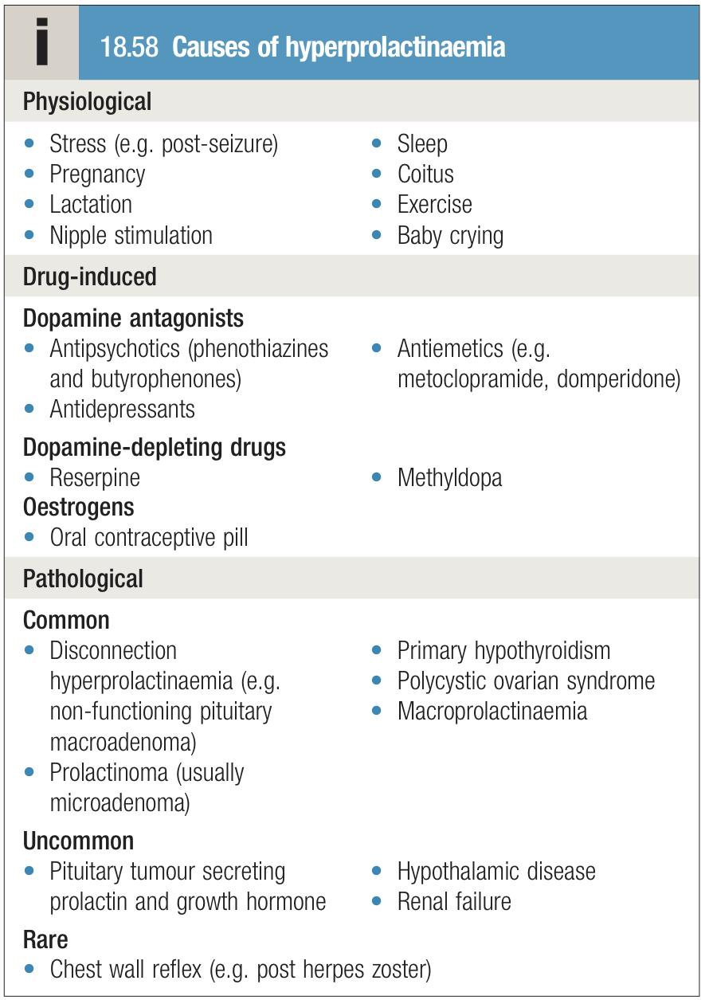 i
18.58 Causes of hyperprolactinaemia
Physiological
• Stress (e.g. post-seizure)
• Pregnancy
• Lactation
• Nipple stimulation
• Sleep
• Coitus
• Exercise
• Baby crying
Drug-induced
Dopamine antagonists
• Antipsychotics (phenothiazines
and butyrophenones)
• Antidepressants
• Antiemetics (e.g.
metoclopramide, domperidone)
Dopamine-depleting drugs
• Reserpine
• Methyldopa
Oestrogens
• Oral contraceptive pill
Pathological
Common
• Disconnection
hyperprolactinaemia (e.g.
non-functioning pituitary
macroadenoma)
• Prolactinoma (usually
microadenoma)
• Primary hypothyroidism
• Polycystic ovarian syndrome
• Macroprolactinaemia
Uncommon
• Pituitary tumour secreting
prolactin and growth hormone
• Hypothalamic disease
• Renal failure
Rare
• Chest wall reflex (e.g. post herpes zoster)